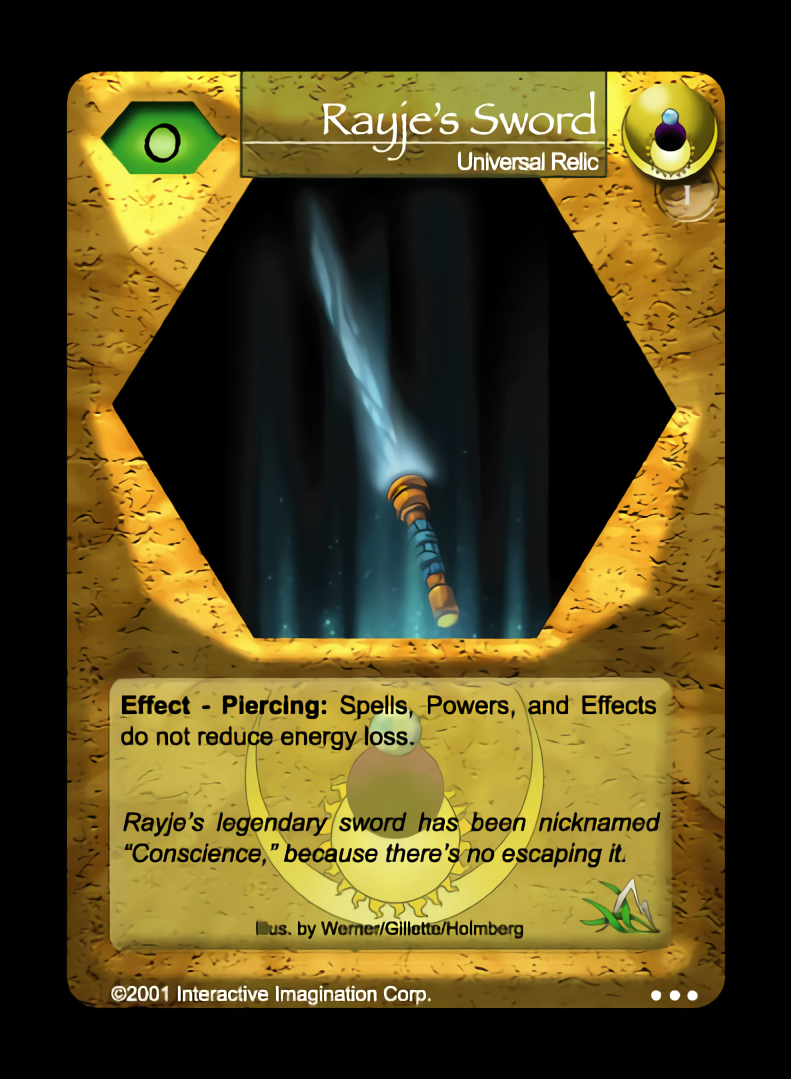 0
Rayje's Sword
Universal Relic
I
Effect - Piercing: Spells, Powers, and Effects
do not reduce energy loss.
Rayje's legendary sword has been nicknamed
“Conscience,” because there's no escaping it.
Illus. by Werner/Gillette/Holmberg
©2001 Interactive Imagination Corp.